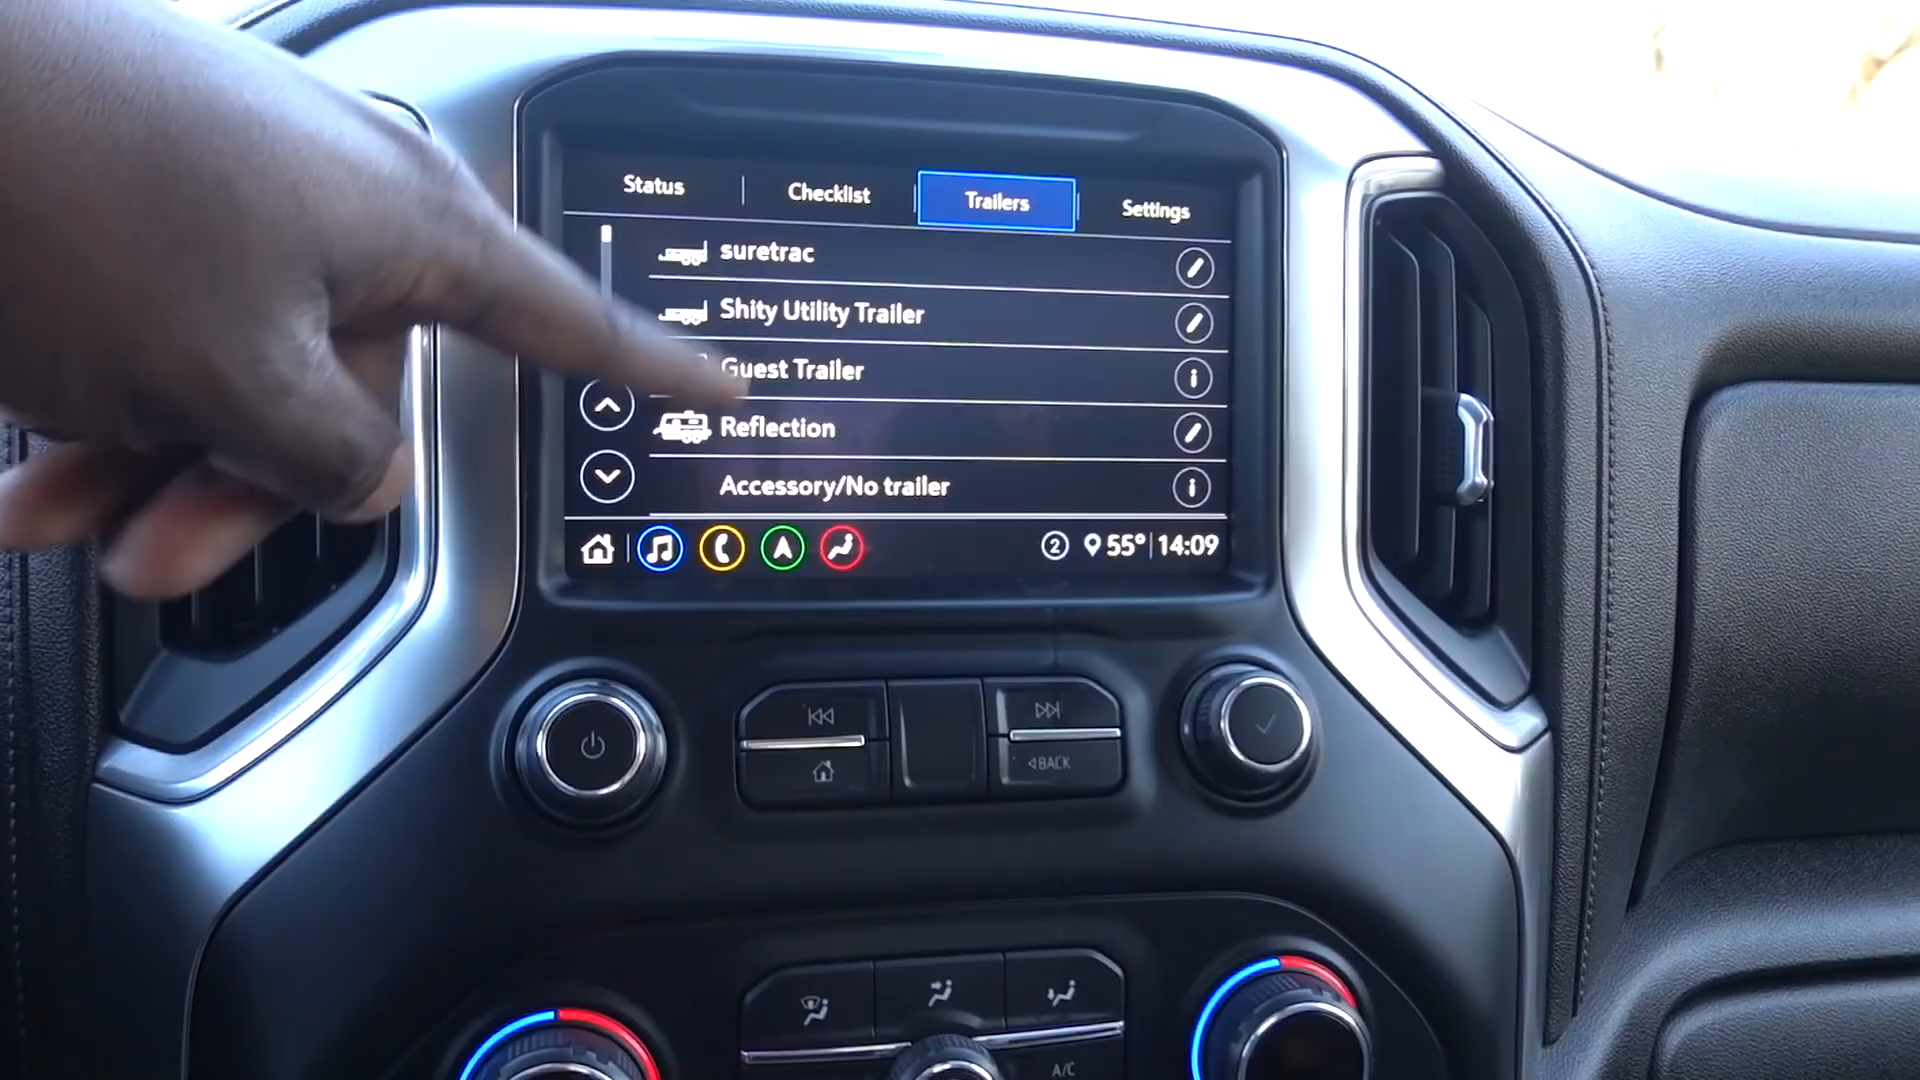 Status Checklist Trailers Settings
suretrac
Shity Utility Trailer
Guest Trailer
Reflection
Accessory/No trailer
2 55° 14:09
BACK
A/C